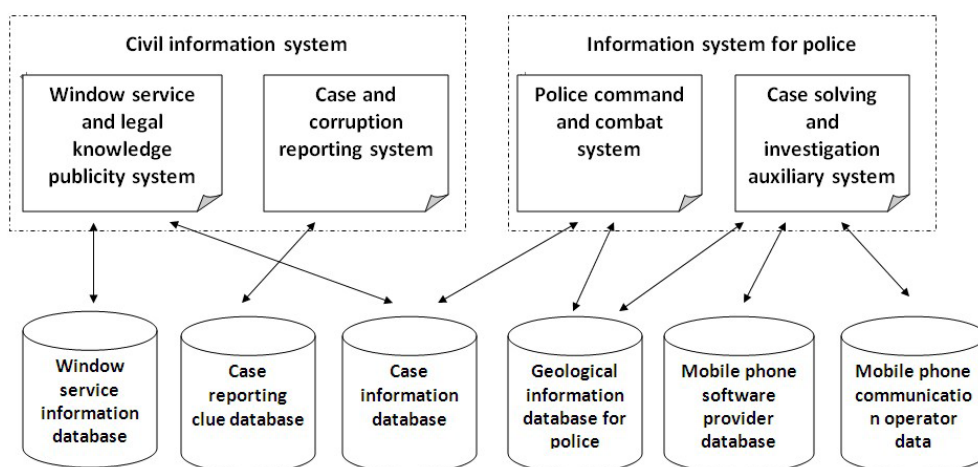 Civil information system
Information system for police
Window service
and legal
knowledge
publicity system
Case and
corruption
reporting system
Police command
and combat
system
Case solving
and
investigation
auxiliary system
Window
service
information
database
Case
reporting
clue database
Case
information
database
Geological
information
database for
police
Mobile phone
software
provider
database
Mobile phone
communicatio
n operator
data